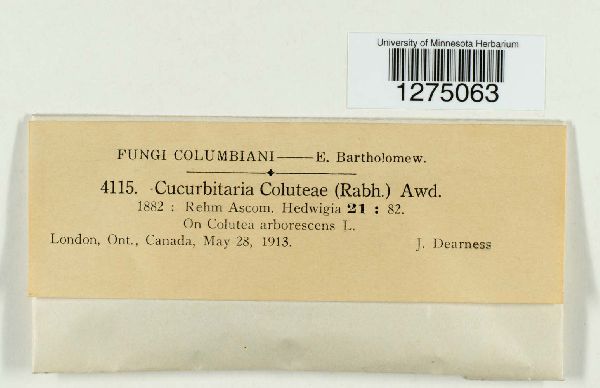 University of Minnesota Herbarium
1275063
FUNGI COLUMBIANI—E. Bartholomew.
4115. Cucurbitaria Coluteae (Rabh.) Awd.
1882 : Rehm Ascom. Hedwigia 21 : 82.
On Colutea arborescens L.
London, Ont., Canada, May 28, 1913. J. Dearness